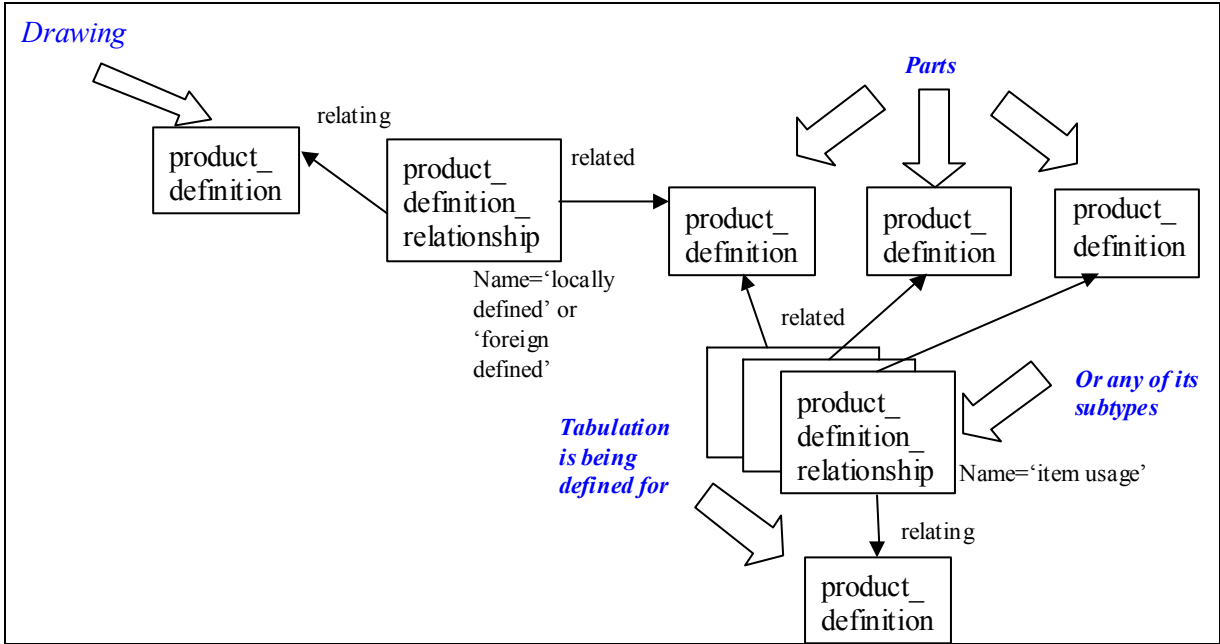 Drawing
Parts
relating
product_
definition
product_
definition_
relationship
related
Name=‘locally
defined’ or
‘foreign
defined’
product_
definition
product_
definition
product_
definition
related
Tabulation
is being
defined for
product_
definition_
relationship
Or any of its
subtypes
Name=‘item usage’
relating
product_
definition